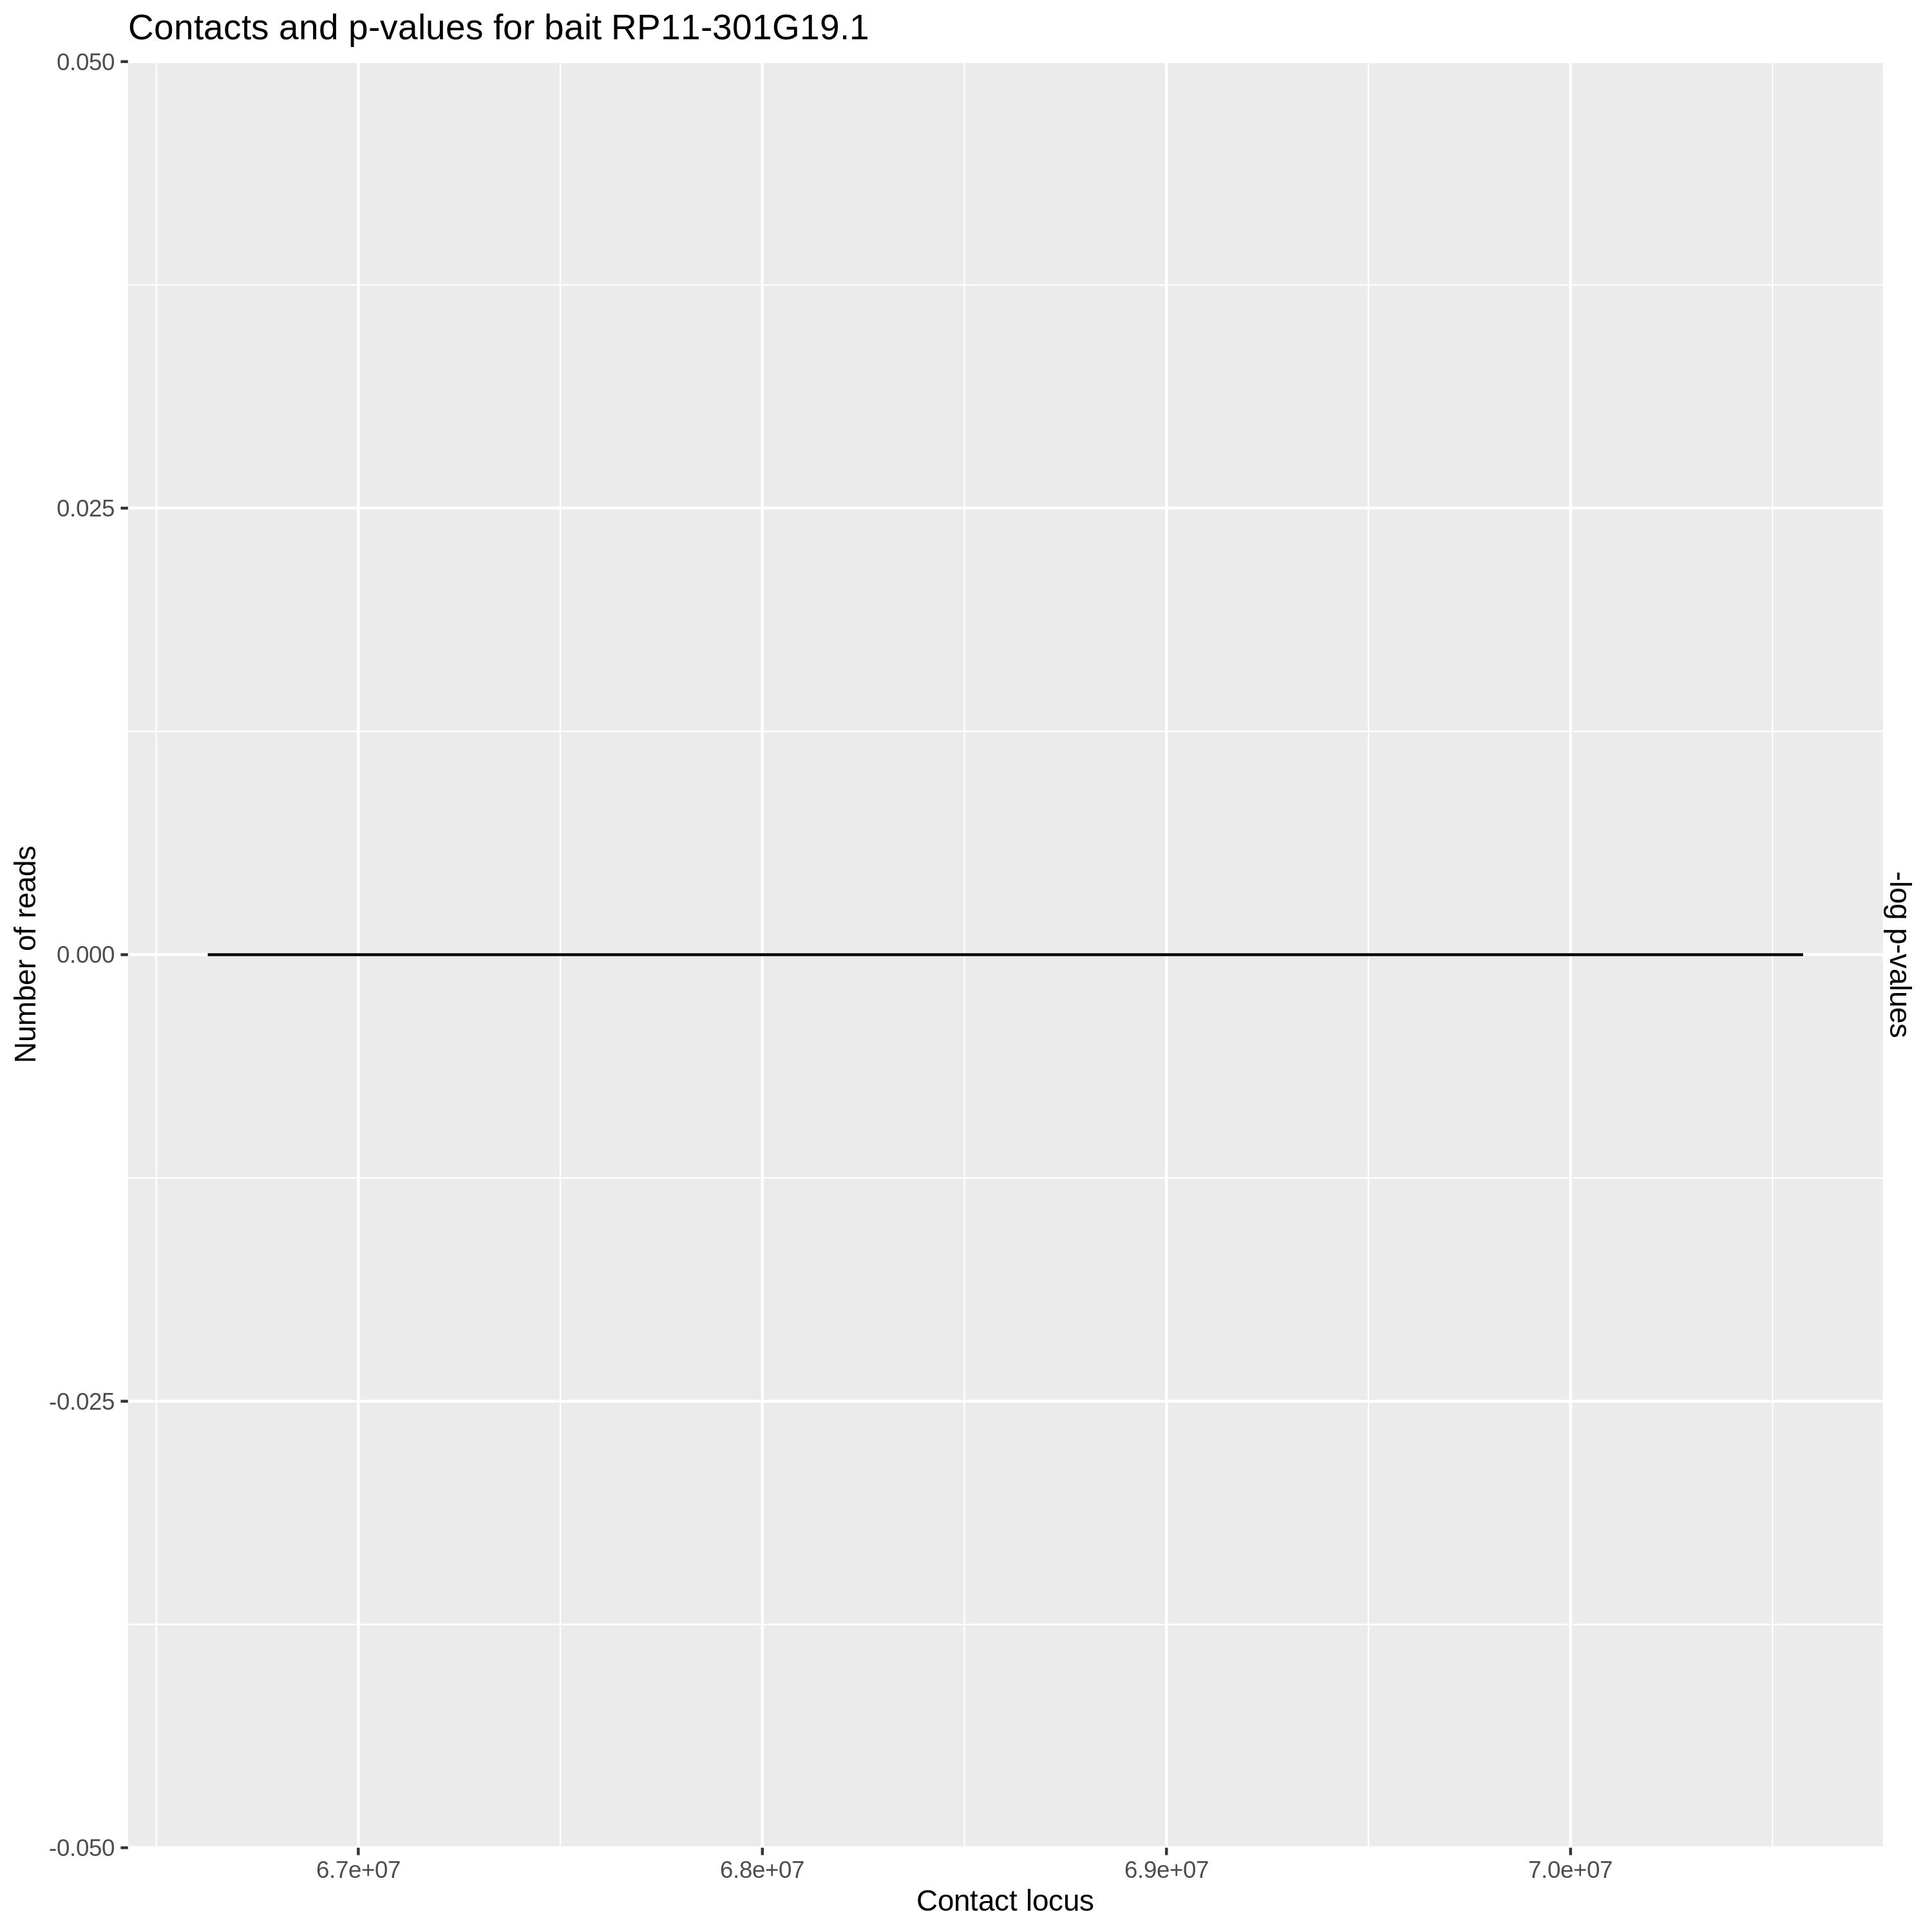 Contacts and p-values for bait RP11-301G19.1
0.050
0.025
0.000
-0.025
-0.050
Number of reads
-log p-values
6.7e+07 6.8e+07 6.9e+07 7.0e+07
Contact locus